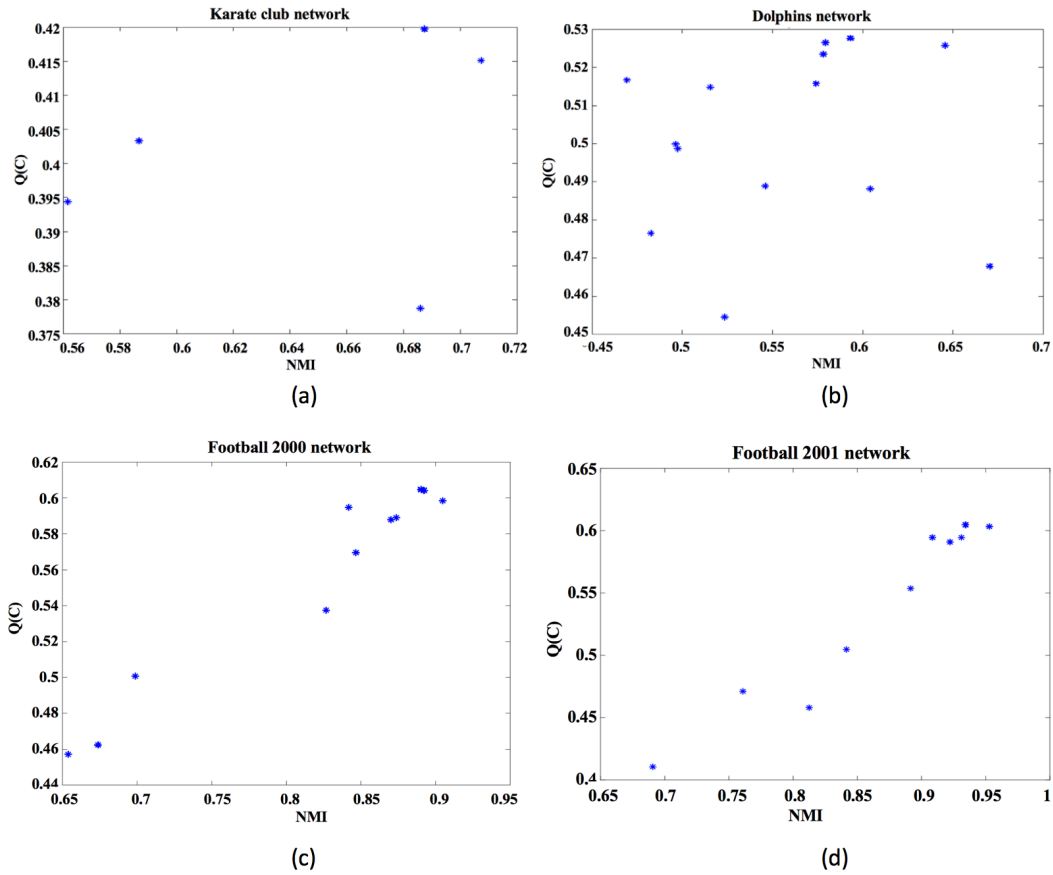 Karate club network
0.42
0.415
0.41
0.405
0.4
0.395
0.39
0.385
0.38
0.375
Q(C)
0.56 0.58 0.6 0.62 0.64 0.66 0.68 0.7 0.72
NMI
(a)
Dolphins network
0.53
0.52
0.51
0.5
0.49
0.48
0.47
0.46
0.45
Q(C)
-0.45 0.5 0.55 0.6 0.65 0.7
NMI
(b)
Football 2000 network
0.62
0.6
0.58
0.56
0.54
0.52
0.5
0.48
0.46
0.44
Q(C)
0.65 0.7 0.75 0.8 0.85 0.9 0.95
NMI
(c)
Football 2001 network
0.65
0.6
0.55
0.5
0.45
0.4
Q(C)
0.65 0.7 0.75 0.8 0.85 0.9 0.95 1
NMI
(d)